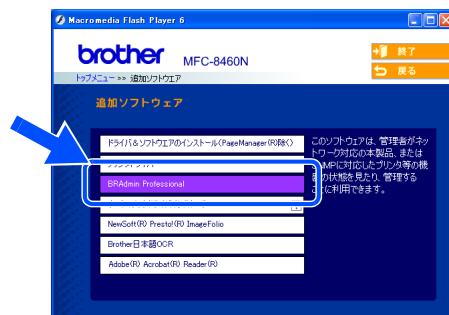 Macromedia Flash Player 6
brother
MFC-8460N
終了
戻る
トップメニュー >> 追加ソフトウェア
追加ソフトウェア
ドライバ&ソフトウエアのインストール(PageManager(R)除く)
BRAdmin Professional
NewSoft(R) Presto!(R) ImageFolio
Brother日本語OCR
Adobe(R) Acrobat(R) Reader(R)
このソフトウェアは、管理者がネッ
トワーク対応の本製品、または
SNMPに対応したプリンタ等の機
器の状態を見たり、管理する
ことに利用できます。